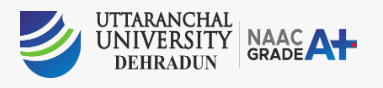 UTTARANCHAL
UNIVERSITY
DEHRADUN
NAAC
GRADE A+